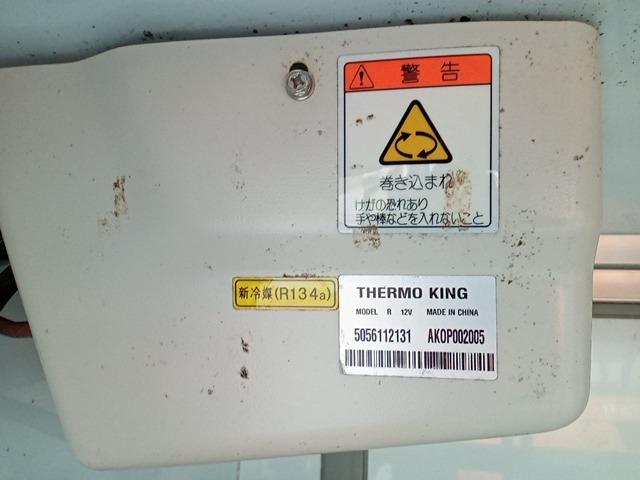 警告
巻き込まれ
けがの恐れあり
手や棒などを入れないこと
新冷媒(R134a)
THERMO KING
MODEL R 12V MADE IN CHINA
5056112131 AKOP002005